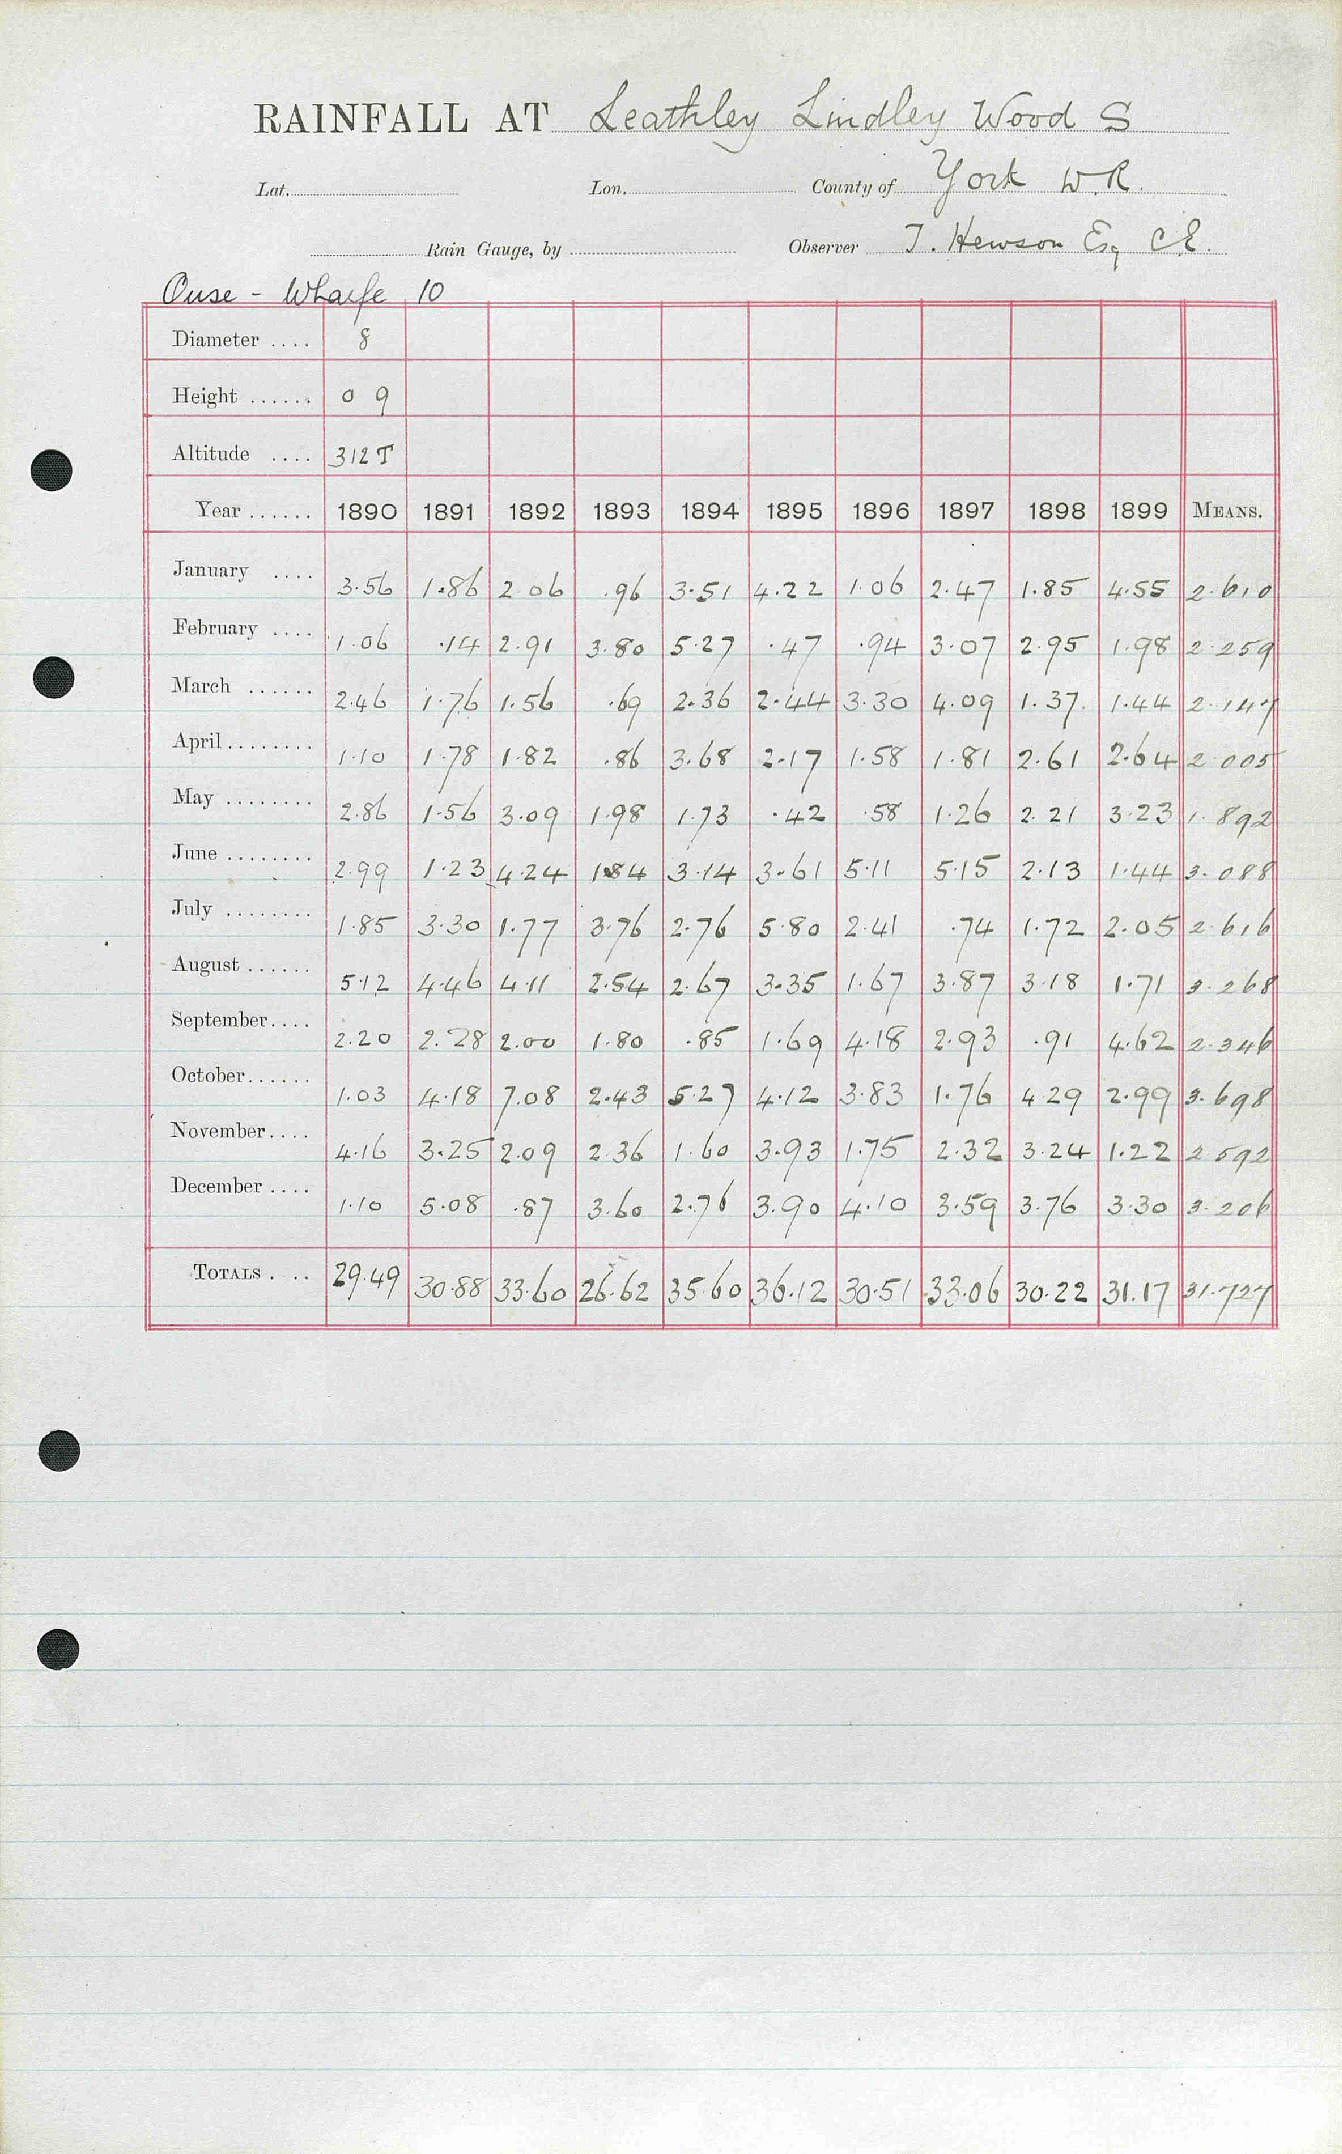 RAINFALL AT Leathley Lindley Wood S
Lat. Lon. County of York W.R.
Rain Gauge, by Observer T. Hewson Esq C.E.
Ouse - Wharfe 10
Diameter .... 8
Height ...... 0 9
Altitude .... 312 T
Year ...... 1890 1891 1892 1893 1894 1895 1896 1897 1898 1899 MEANS.
January .... 3.56 1.86 2.06 .96 3.51 4.22 1.06 2.47 1.85 4.55 2.610
February .... 1.06 .14 2.91 3.80 5.27 .47 .94 3.07 2.95 1.98 2.259
March ...... 2.46 1.76 1.56 .69 2.36 2.44 3.30 4.09 1.37 1.44 2.147
April........ 1.10 1.78 1.82 .86 3.68 2.17 1.58 1.81 2.61 2.64 2.005
May ........ 2.86 1.56 3.09 1.98 1.73 .42 .58 1.26 2.21 3.23 1.892
June ........ 2.99 1.23 4.24 1.84 3.14 3.61 5.11 5.15 2.13 1.44 3.088
July ........ 1.85 3.30 1.77 3.76 2.76 5.80 2.41 .74 1.72 2.05 2.616
August ...... 5.12 4.46 4.11 2.54 2.67 3.35 1.67 3.87 3.18 1.71 3.268
September.... 2.20 2.28 2.00 1.80 .85 1.69 4.18 2.93 .91 4.62 2.346
October...... 1.03 4.18 7.08 2.43 5.27 4.12 3.83 1.76 4.29 2.99 3.698
November.... 4.16 3.25 2.09 2.36 1.60 3.93 1.75 2.32 3.24 1.22 2.592
December .... 1.10 5.08 .87 3.60 2.76 3.90 4.10 3.59 3.76 3.30 3.206
TOTALS .... 29.49 30.88 33.60 26.62 35.60 36.12 30.51 33.06 30.22 31.17 31.727